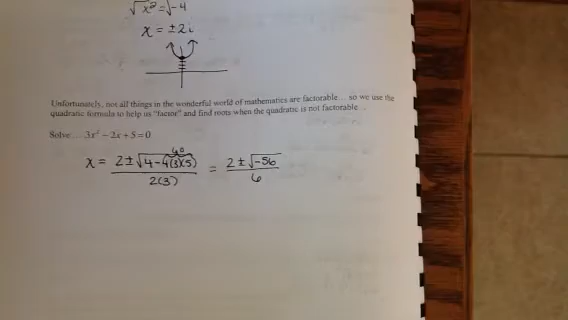 √x² = √-4
x = ±2i
Unfortunately, not all things in the wonderful world of mathematics are factorable... so we use the
quadratic formula to help us "factor" and find roots when the quadratic is not factorable...
Solve... 3x² − 2x + 5 = 0
60
x = 2±√4-4(3)(5) / 2(3) = 2±√-56 / 6